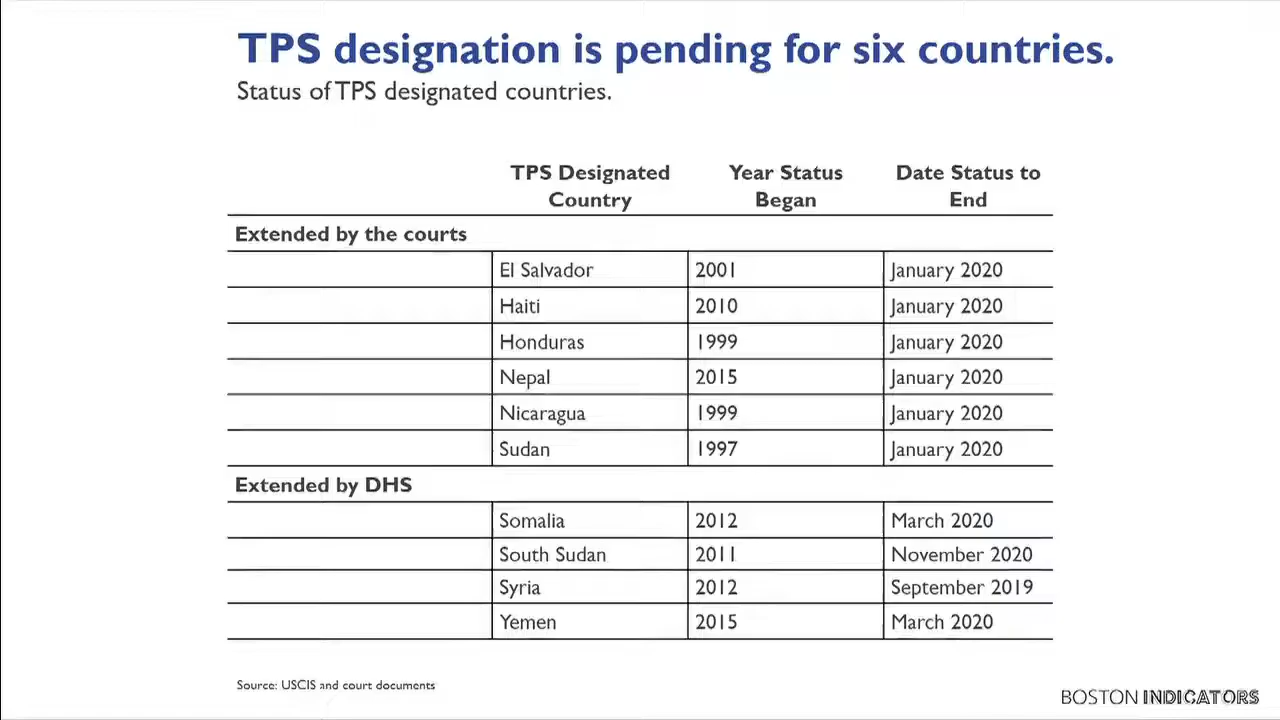 TPS designation is pending for six countries.
Status of TPS designated countries.
TPS Designated Country Year Status Began Date Status to End
Extended by the courts
El Salvador 2001 January 2020
Haiti 2010 January 2020
Honduras 1999 January 2020
Nepal 2015 January 2020
Nicaragua 1999 January 2020
Sudan 1997 January 2020
Extended by DHS
Somalia 2012 March 2020
South Sudan 2011 November 2020
Syria 2012 September 2019
Yemen 2015 March 2020
Source: USCIS and court documents
BOSTON INDICATORS